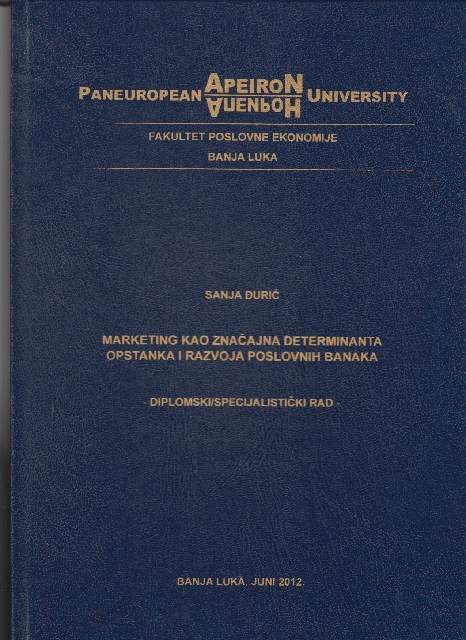 PANEUROPEAN APEIRON UNIVERSITY
АПЕИРОН
FAKULTET POSLOVNE EKONOMIJE
BANJA LUKA
SANJA ĐURIĆ
MARKETING KAO ZNAČAJNA DETERMINANTA
OPSTANKA I RAZVOJA POSLOVNIH BANAKA
- DIPLOMSKI/SPECIJALISTIČKI RAD -
BANJA LUKA, JUNI 2012.